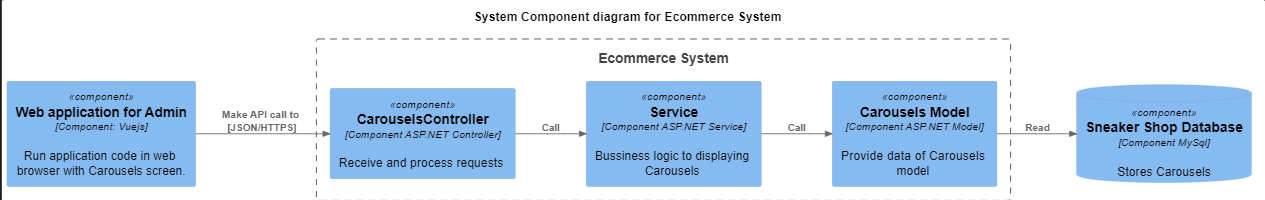 System Component diagram for Ecommerce System
Ecommerce System
«component»
Web application for Admin
[Component: Vuejs]
Run application code in web
browser with Carousels screen.
Make API call to
[JSON/HTTPS]
«component»
CarouselsController
[Component ASP.NET Controller]
Receive and process requests
Call
«component»
Service
[Component ASP.NET Service]
Bussiness logic to displaying
Carousels
Call
«component»
Carousels Model
[Component ASP.NET Model]
Provide data of Carousels
model
Read
«component»
Sneaker Shop Database
[Component MySql]
Stores Carousels